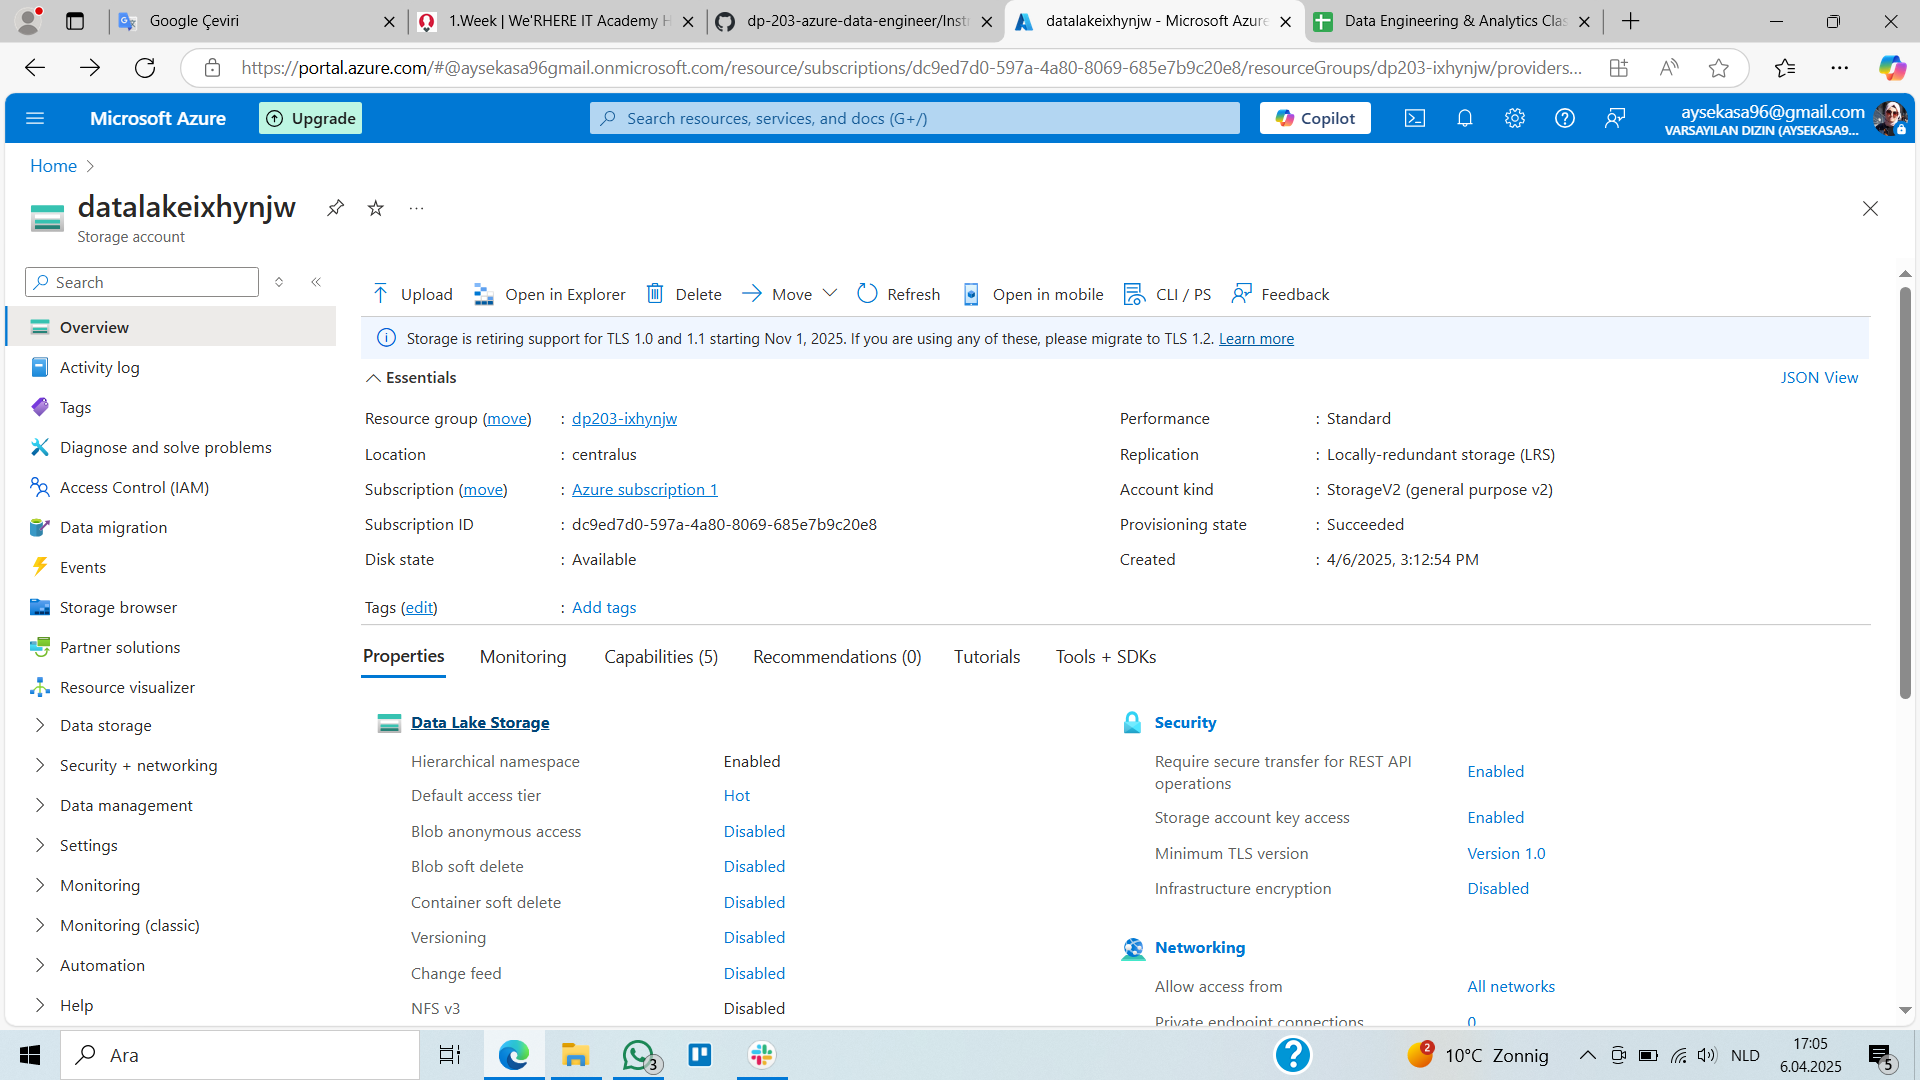 Google Çeviri
1.Week | We'RHERE IT Academy H
dp-203-azure-data-engineer/Inst
datalakeixhynjw - Microsoft Azure
Data Engineering & Analytics Clas
https://portal.azure.com/#@aysekasa96gmail.onmicrosoft.com/resource/subscriptions/dc9ed7d0-597a-4a80-8069-685e7b9c20e8/resourceGroups/dp203-ixhynjw/providers...
Microsoft Azure
Upgrade
Search resources, services, and docs (G+/)
Copilot
aysekasa96@gmail.com
VARSAYILAN DIZIN (AYSEKASA9...
Home
datalakeixhynjw
Storage account
Search
Overview
Activity log
Tags
Diagnose and solve problems
Access Control (IAM)
Data migration
Events
Storage browser
Partner solutions
Resource visualizer
Data storage
Security + networking
Data management
Settings
Monitoring
Monitoring (classic)
Automation
Help
Upload
Open in Explorer
Delete
Move
Refresh
Open in mobile
CLI / PS
Feedback
Storage is retiring support for TLS 1.0 and 1.1 starting Nov 1, 2025. If you are using any of these, please migrate to TLS 1.2. Learn more
Essentials
JSON View
Resource group (move) : dp203-ixhynjw
Location : centralus
Subscription (move) : Azure subscription 1
Subscription ID : dc9ed7d0-597a-4a80-8069-685e7b9c20e8
Disk state : Available
Tags (edit) : Add tags
Performance : Standard
Replication : Locally-redundant storage (LRS)
Account kind : StorageV2 (general purpose v2)
Provisioning state : Succeeded
Created : 4/6/2025, 3:12:54 PM
Properties
Monitoring
Capabilities (5)
Recommendations (0)
Tutorials
Tools + SDKs
Data Lake Storage
Hierarchical namespace Enabled
Default access tier Hot
Blob anonymous access Disabled
Blob soft delete Disabled
Container soft delete Disabled
Versioning Disabled
Change feed Disabled
NFS v3 Disabled
Security
Require secure transfer for REST API operations Enabled
Storage account key access Enabled
Minimum TLS version Version 1.0
Infrastructure encryption Disabled
Networking
Allow access from All networks
Private endpoint connections 0
Ara
3
2
10°C Zonnig
NLD
17:05
6.04.2025
5